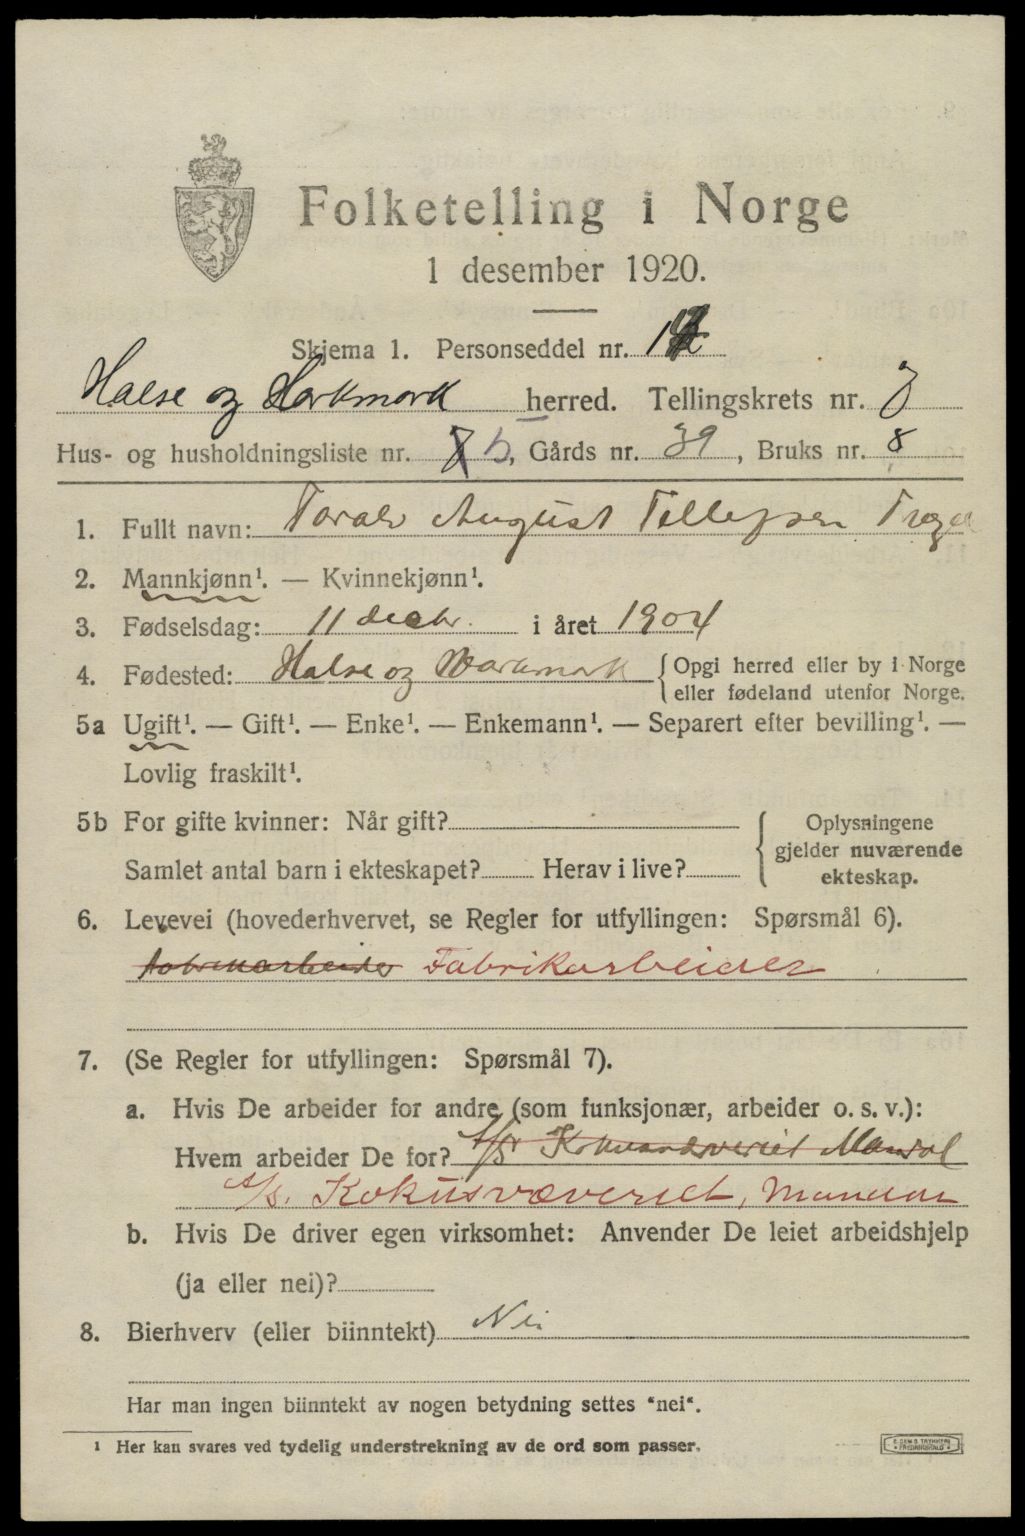 Folketelling i Norge
1 desember 1920.
Skjema 1. Personseddel nr.
Halse og Harkmark herred. Tellingskrets nr.
Hus- og husholdningsliste nr. 5, Gårds nr. 39, Bruks nr. 8
1. Fullt navn: August Tellefsen
2. Mannkjønn¹. — Kvinnekjønn¹.
3. Fødselsdag: 11 decbr. i året 1904
4. Fødested: Halse og Harkmark {Opgi herred eller by i Norge
eller fødeland utenfor Norge.
5a Ugift¹. — Gift¹. — Enke¹. — Enkemann¹. — Separert efter bevilling¹. —
Lovlig fraskilt¹.
5b For gifte kvinner: Når gift?
Oplysningene
gjelder nuværende
ekteskap.
Samlet antal barn i ekteskapet? Herav i live?
6. Levevei (hovederhvervet, se Regler for utfyllingen: Spørsmål 6).
Fabrikarbeider
7. (Se Regler for utfyllingen: Spørsmål 7).
a. Hvis De arbeider for andre (som funksjonær, arbeider o. s. v.):
Hvem arbeider De for? A/S Mandal
A/S. Kokusvæveriet, Mandal
b. Hvis De driver egen virksomhet: Anvender De leiet arbeidshjelp
(ja eller nei)?
8. Bierhverv (eller biinntekt) Nei
Har man ingen biinntekt av nogen betydning settes "nei".
¹ Her kan svares ved tydelig understrekning av de ord som passer.